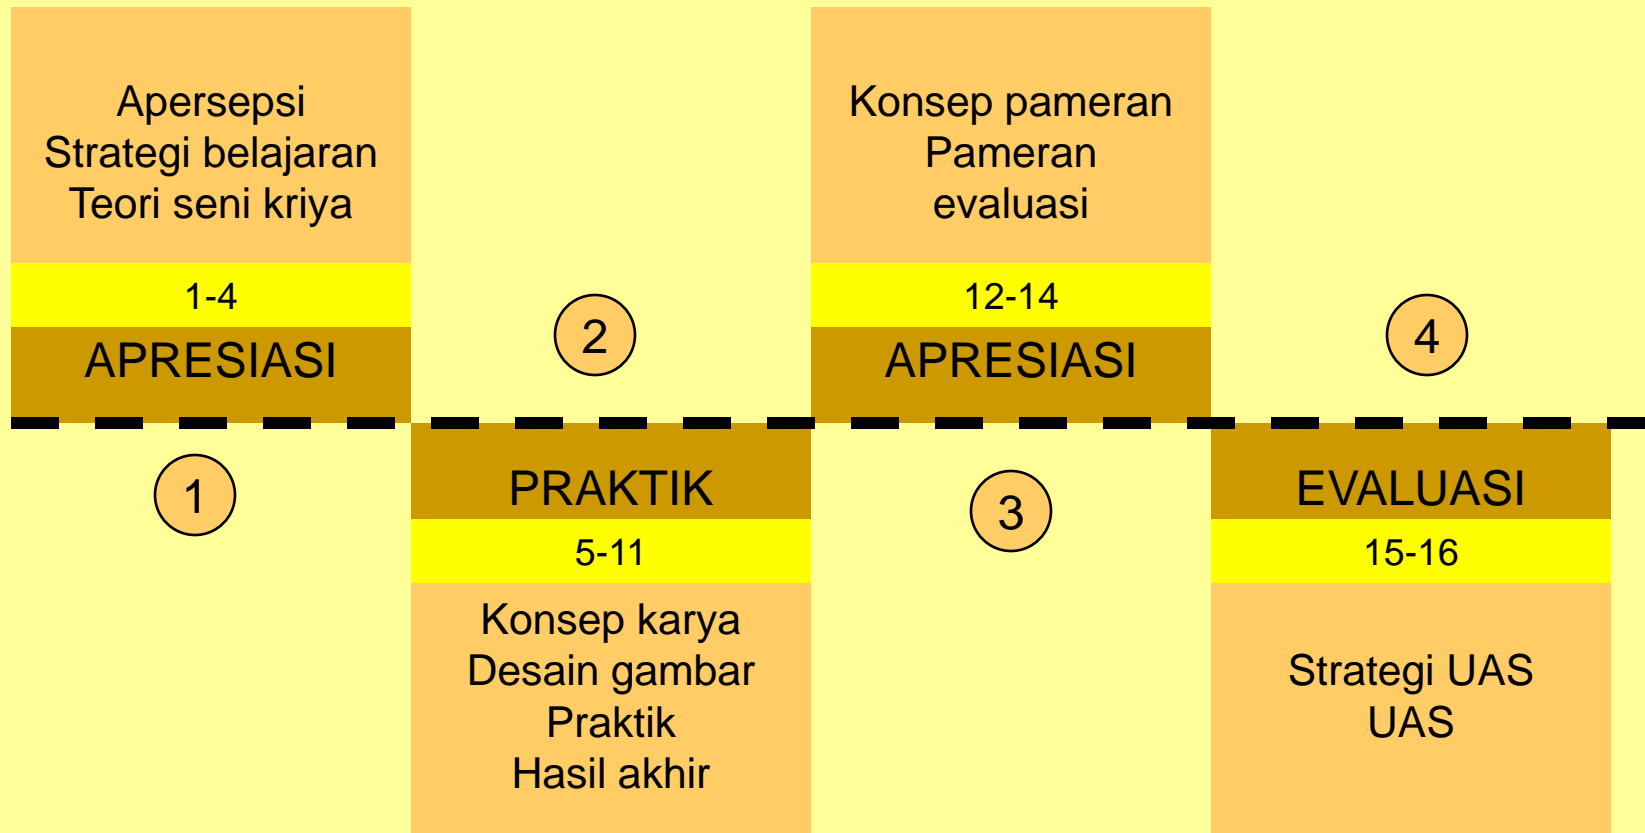 Apersepsi
Strategi belajaran
Teori seni kriya
1-4
APRESIASI
1
2
PRAKTIK
5-11
Konsep karya
Desain gambar
Praktik
Hasil akhir
Konsep pameran
Pameran
evaluasi
12-14
APRESIASI
3
4
EVALUASI
15-16
Strategi UAS
UAS